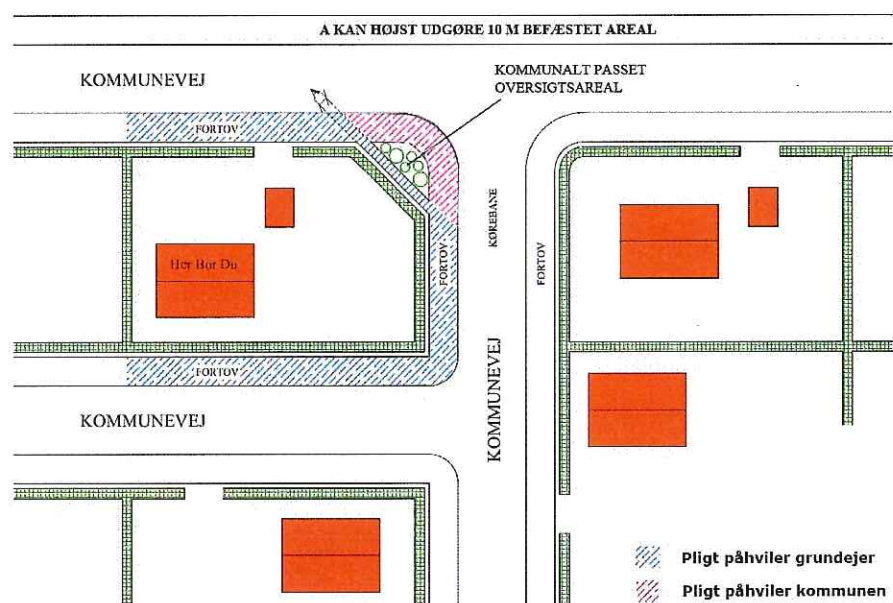 A KAN HØJST UDGØRE 10 M BEFÆSTET AREAL
KOMMUNEVEJ
KOMMUNALT PASSET
OVERSIGTSAREAL
FORTOV
KØREBANE
FORTOV
FORTOV
Her Bor Du
FORTOV
KOMMUNEVEJ
KOMMUNEVEJ
Pligt påhviler grundejer
Pligt påhviler kommunen